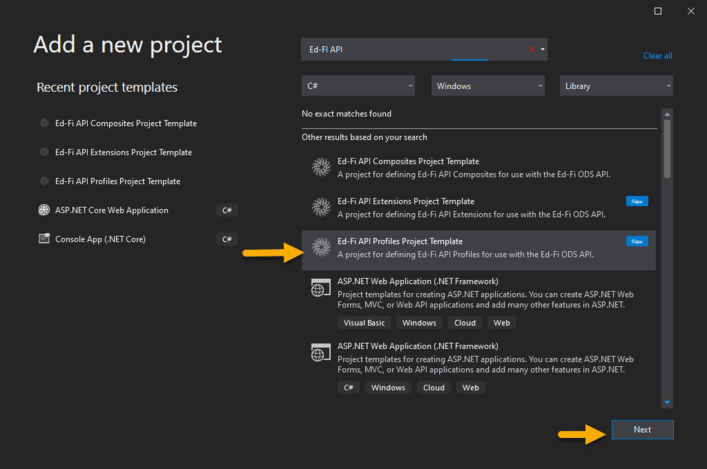 Add a new project
Ed-FI API
Clear all
Recent project templates
C#
Windows
Library
No exact matches found
Other results based on your search
Ed-Fi API Composites Project Template
Ed-Fi API Extensions Project Template
Ed-Fi API Profiles Project Template
ASP.NET Core Web Application
C#
Console App (.NET Core)
C#
Ed-Fi API Composites Project Template
A project for defining Ed-Fi API Composites for use with the Ed-Fi ODS API.
Ed-Fi API Extensions Project Template
New
A project for defining Ed-Fi API Extensions for use with the Ed-Fi ODS API.
Ed-Fi API Profiles Project Template
New
A project for defining Ed-Fi API Profiles for use with the Ed-Fi ODS API.
ASP.NET Web Application (.NET Framework)
Project templates for creating ASP.NET applications. You can create ASP.NET Web
Forms, MVC, or Web API applications and add many other features in ASP.NET.
Visual Basic
Windows
Cloud
Web
ASP.NET Web Application (.NET Framework)
Project templates for creating ASP.NET applications. You can create ASP.NET Web
Forms, MVC, or Web API applications and add many other features in ASP.NET.
C#
Windows
Cloud
Web
Next